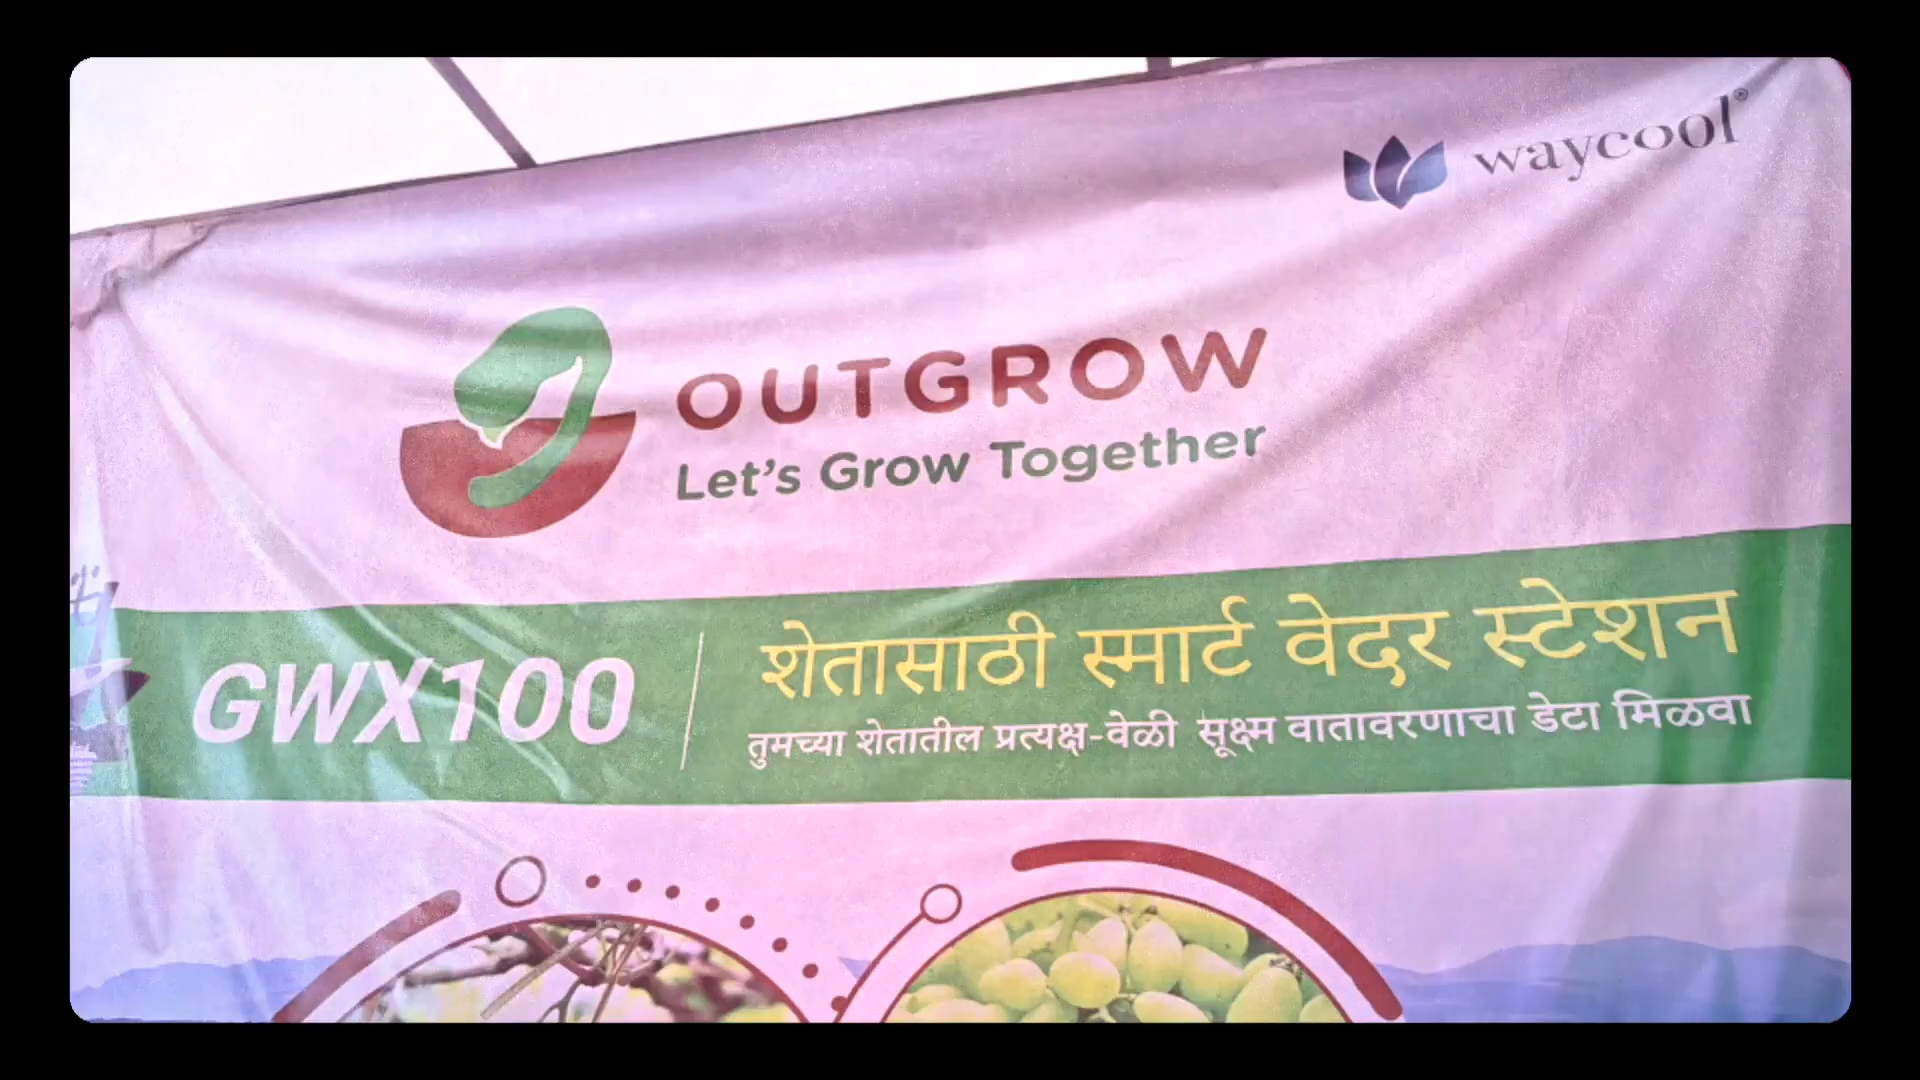 waycool®
OUTGROW
Let's Grow Together
GWX100
शेतासाठी स्मार्ट वेदर स्टेशन
तुमच्या शेतातील प्रत्यक्ष-वेळी सूक्ष्म वातावरणाचा डेटा मिळवा